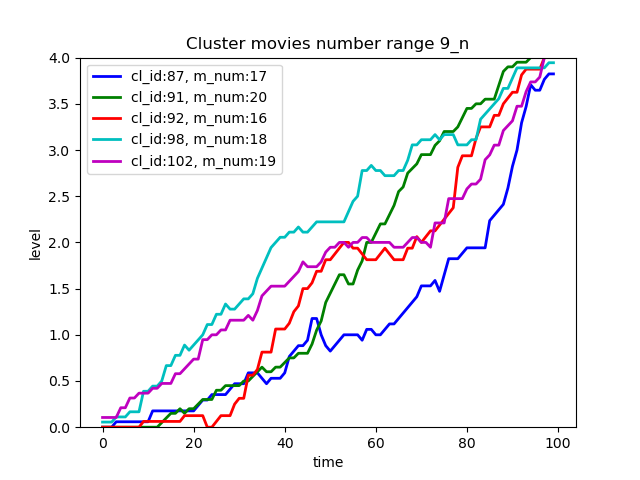 Cluster movies number range 9_n
cl_id:87, m_num:17
cl_id:91, m_num:20
cl_id:92, m_num:16
cl_id:98, m_num:18
cl_id:102, m_num:19
4.0
3.5
3.0
2.5
2.0
1.5
1.0
0.5
0.0
level
0 20 40 60 80 100
time